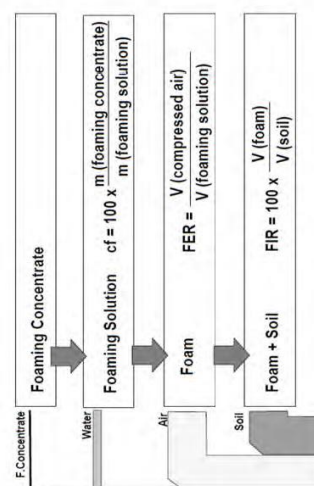 F.Concentrate
Foaming Concentrate
Water
Foaming Solution cf = 100 x m (foaming concentrate)
m (foaming solution)
Air
Foam FER = V (compressed air)
V (foaming solution)
Soil
Foam + Soil FIR = 100 x V (foam)
V (soil)